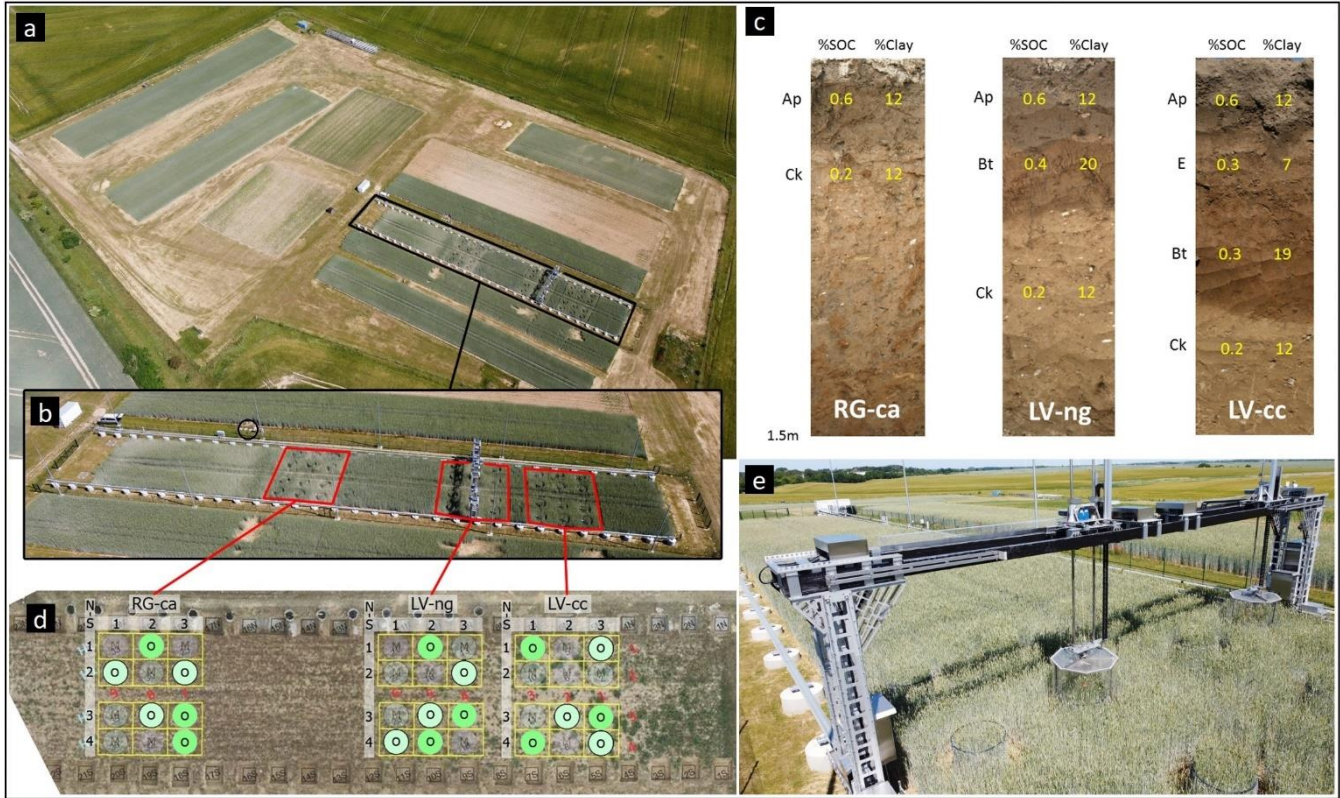 a
b
c
%SOC %Clay
Ap 0.6 12
Ck 0.2 12
RG-ca
1.5m
%SOC %Clay
Ap 0.6 12
Bt 0.4 20
Ck 0.2 12
LV-ng
%SOC %Clay
Ap 0.6 12
E 0.3 7
Bt 0.3 19
Ck 0.2 12
LV-cc
d
RG-ca
N-S
1 2 3
1 M O M
2 O M O
3 M O O
4 M M O
LV-ng
N-S
1 2 3
1 M O M
2 M M O
3 M O O
4 O O M
LV-cc
N-S
1 2 3
1 O M O
2 M M M
3 M O O
4 O M O
e